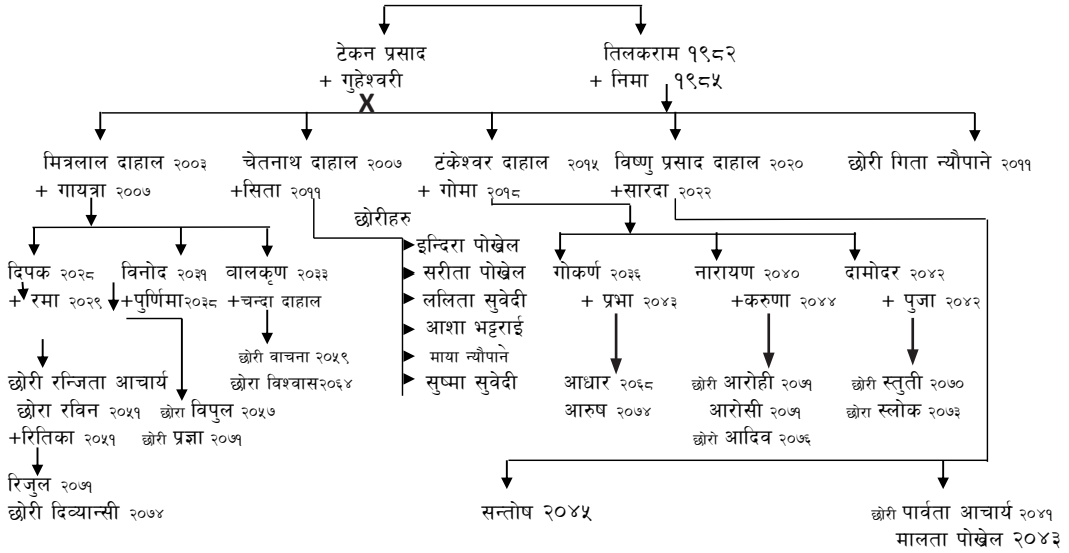 टेकन प्रसाद तिलकराम १९८२
+ गुहेश्वरी + निमा १९८५
X
मित्रलाल दाहाल २००३ चेतनाथ दाहाल २००७ टंकेश्वर दाहाल २०१५ विष्णु प्रसाद दाहाल २०२० छोरी गिता न्यौपाने २०११
+ गायत्रा २००७ +सिता २०११ + गोमा २०१८ +सारदा २०२२
छोरीहरु
इन्दिरा पोख्रेल
सरीता पोख्रेल
ललिता सुवेदी
आशा भट्टराई
माया न्यौपाने
सुष्मा सुवेदी
दिपक २०२८ विनोद २०३१ वालकृण २०३३ गोकर्ण २०३६ नारायण २०४० दामोदर २०४२
+ रमा २०२९ +पुर्णिमा२०३८ +चन्दा दाहाल + प्रभा २०४३ +करुणा २०४४ + पुजा २०४२
छोरी वाचना २०५९
छोरा विश्वास२०६४
छोरी रन्जिता आचार्य आधार २०६८ छोरी आरोही २०७१ छोरी स्तुती २०७०
छोरा रविन २०५१ छोरा विपुल २०५७ आरुष २०७४ आरोसी २०७१ छोरा स्लोक २०७३
+रितिका २०५१ छोरी प्रज्ञा २०७१ छोरो आदिव २०७६
रिजुल २०७१
छोरी दिव्यान्सी २०७४ सन्तोष २०४५ छोरी पार्वता आचार्य २०४१
मालता पोख्रेल २०४३